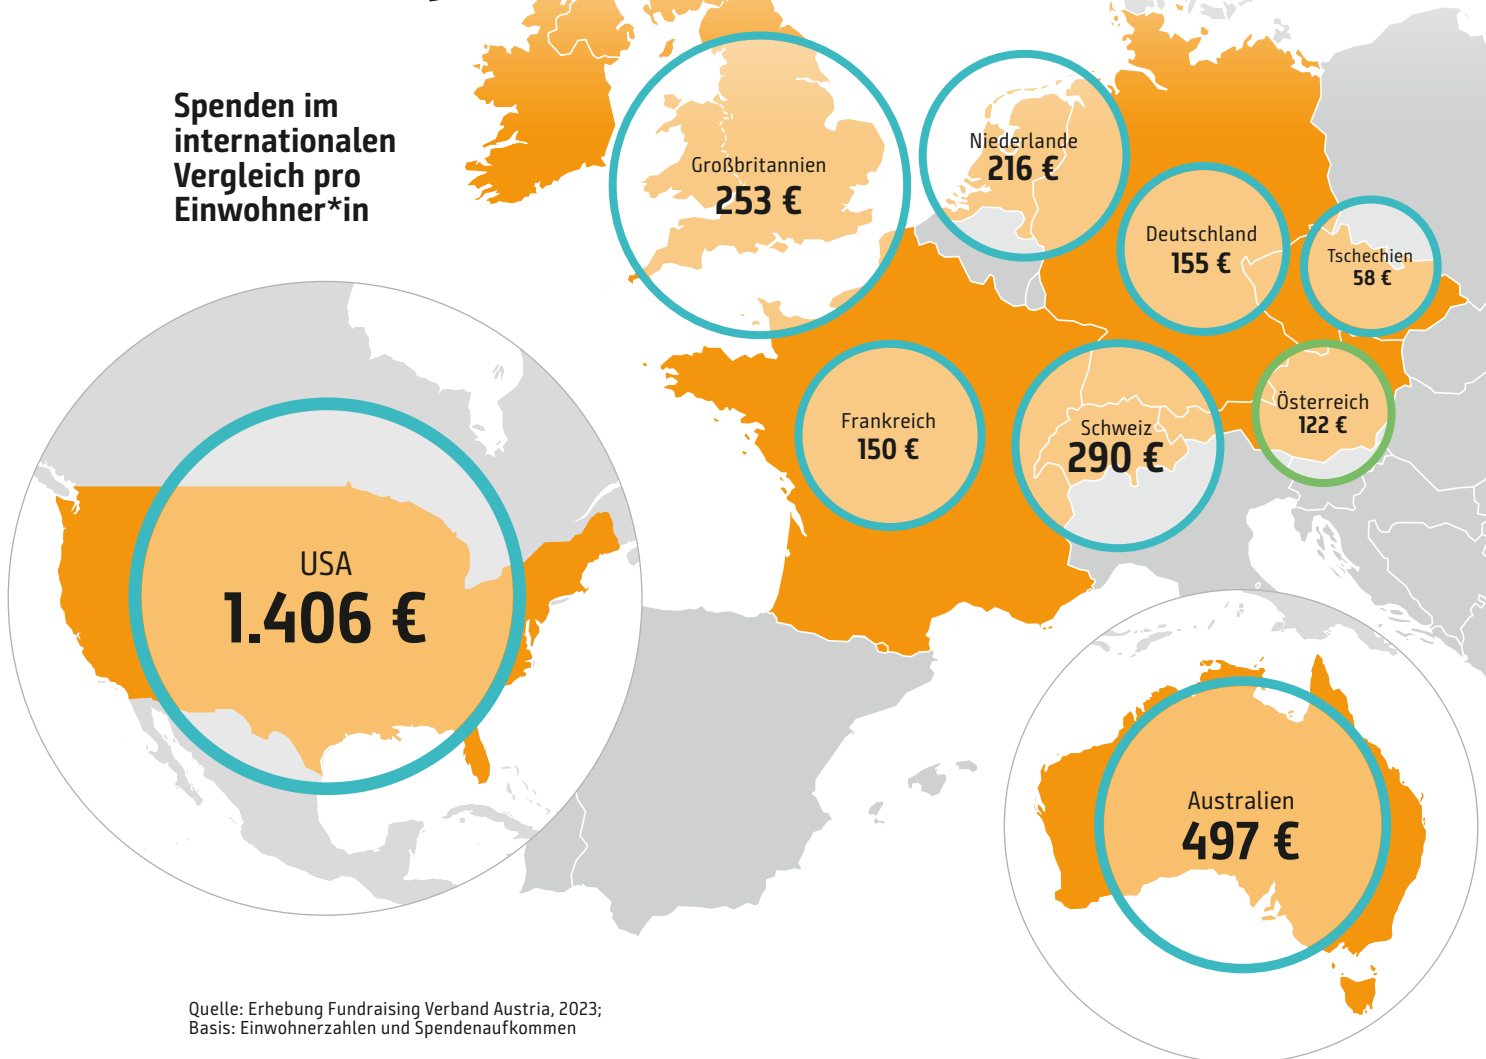 Spenden im
internationalen
Vergleich pro
Einwohner*in
Großbritannien
253 €
Niederlande
216 €
Deutschland
155 €
Tschechien
58 €
Frankreich
150 €
Schweiz
290 €
Österreich
122 €
USA
1.406 €
Australien
497 €
Quelle: Erhebung Fundraising Verband Austria, 2023;
Basis: Einwohnerzahlen und Spendenaufkommen